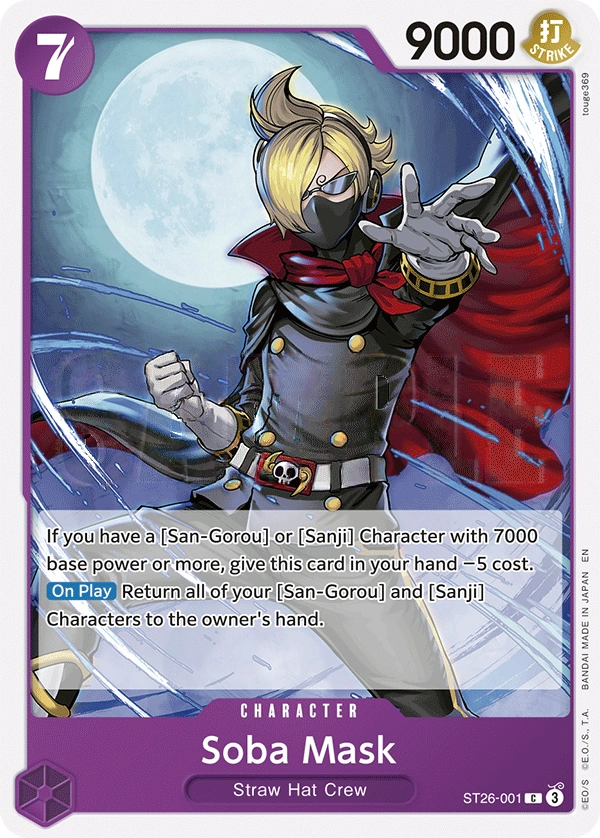 7
9000
打
STRIKE
touge369
SAMPLE
If you have a [San-Gorou] or [Sanji] Character with 7000
base power or more, give this card in your hand −5 cost.
On Play Return all of your [San-Gorou] and [Sanji]
Characters to the owner's hand.
CHARACTER
Soba Mask
Straw Hat Crew
ST26-001 C 3
©E.O/S ©E.O./S., T.A. BANDAI MADE IN JAPAN EN